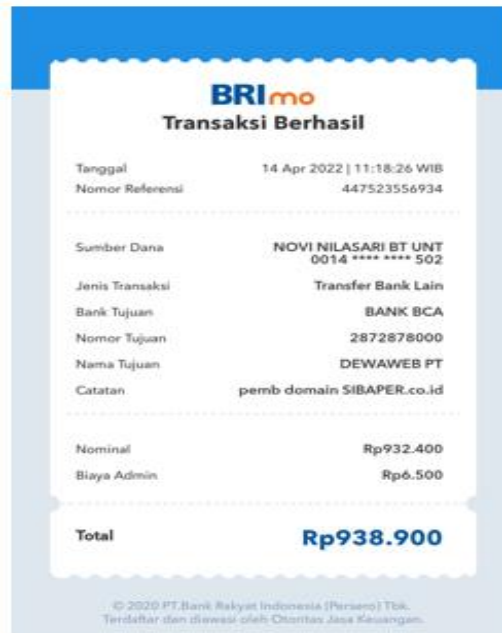 BRImo
Transaksi Berhasil
Tanggal 14 Apr 2022 | 11:18:26 WIB
Nomor Referensi 447523556934
Sumber Dana NOVI NILASARI BT UNT
0014 **** **** 502
Jenis Transaksi Transfer Bank Lain
Bank Tujuan BANK BCA
Nomor Tujuan 2872878000
Nama Tujuan DEWAWEB PT
Catatan pemb domain SIBAPER.co.id
Nominal Rp932.400
Biaya Admin Rp6.500
Total Rp938.900
© 2020 PT.Bank Rakyat Indonesia (Persero) Tbk.
Terdaftar dan diawasi oleh Otoritas Jasa Keuangan.